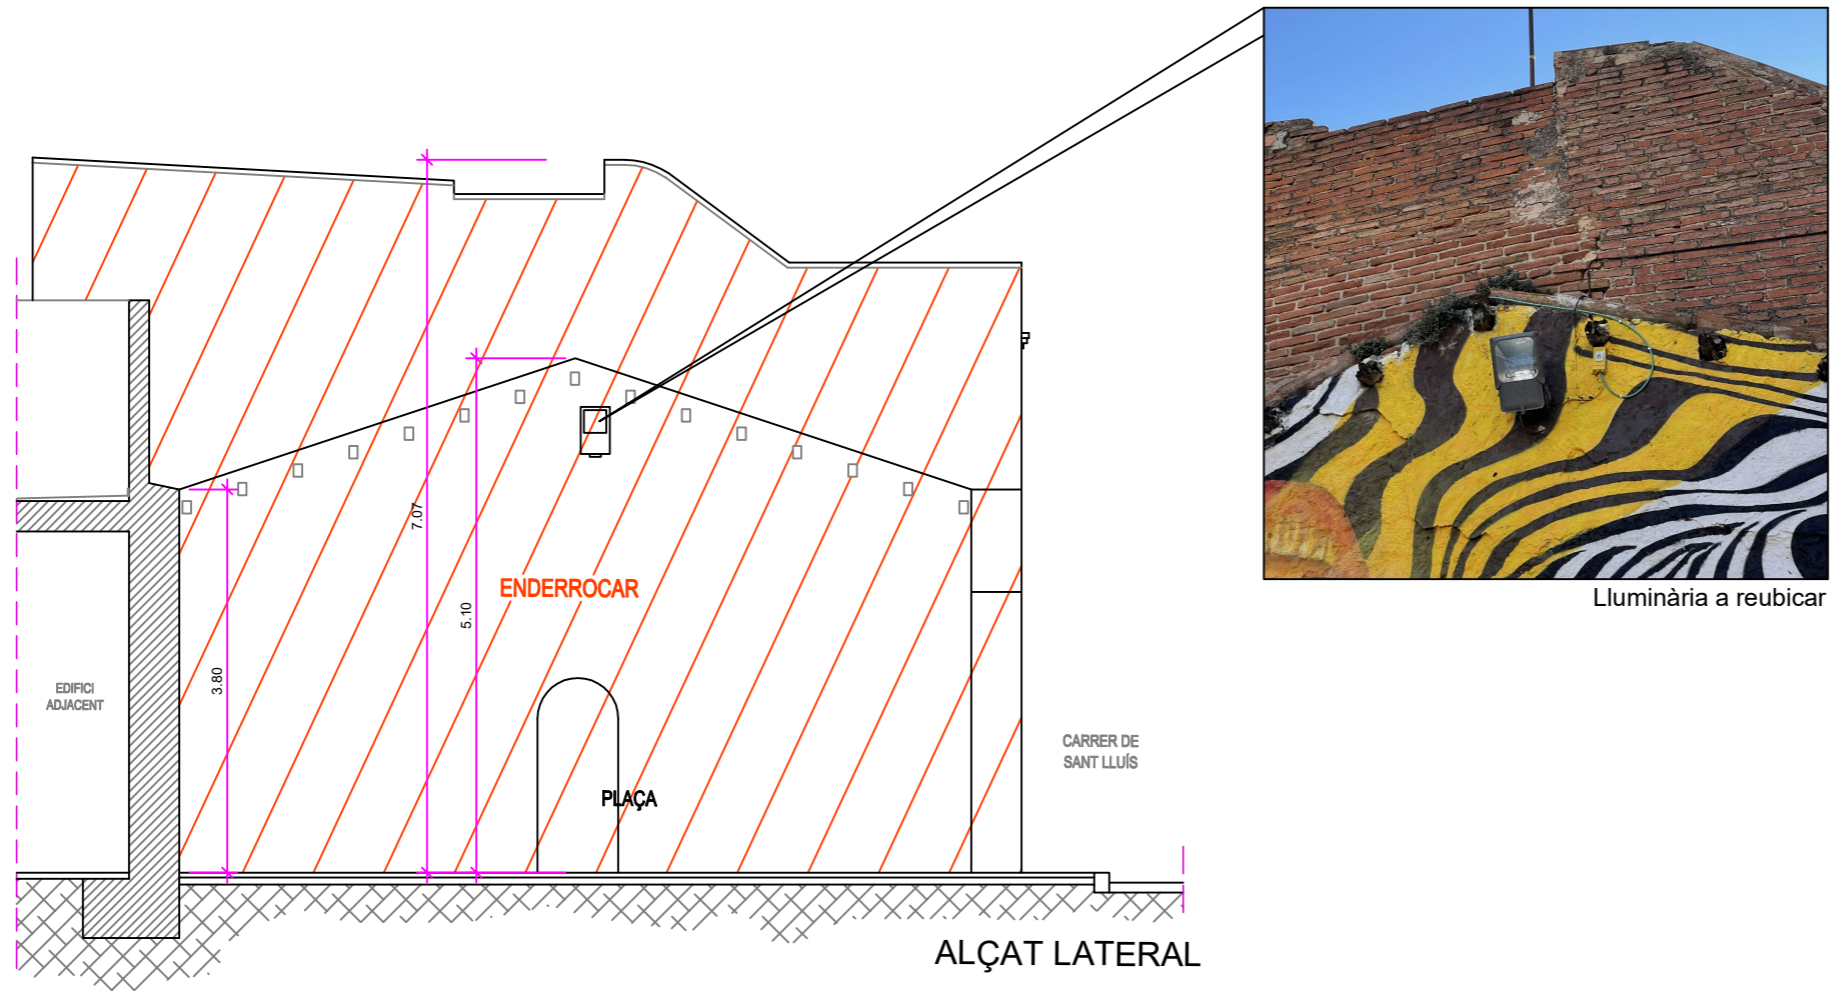 Lluminària a reubicar
7.07
5.10
3.80
ENDERROCAR
EDIFICI
ADJACENT
PLAÇA
CARRER DE
SANT LLUÍS
ALÇAT LATERAL